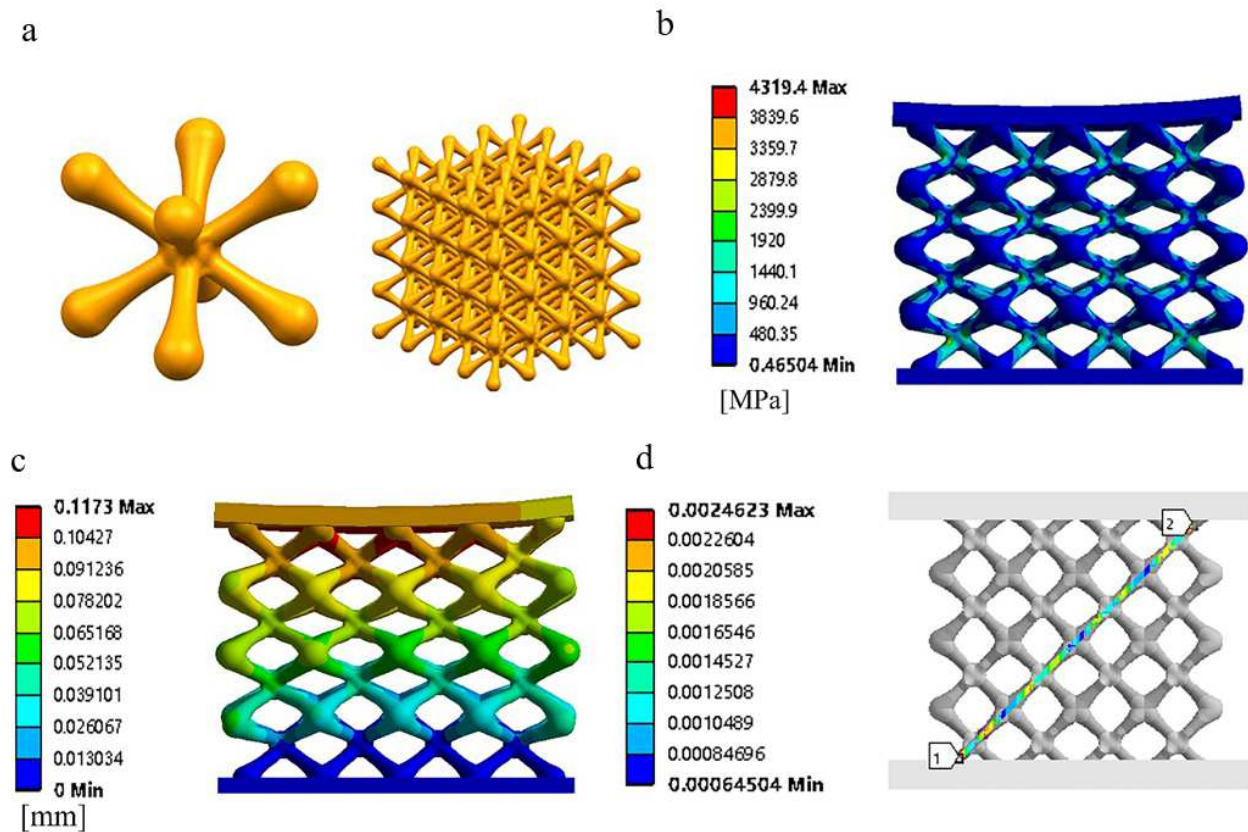 a
b
4319.4 Max
3839.6
3359.7
2879.8
2399.9
1920
1440.1
960.24
480.35
0.46504 Min
[MPa]
c
0.1173 Max
0.10427
0.091236
0.078202
0.065168
0.052135
0.039101
0.026067
0.013034
0 Min
[mm]
d
0.0024623 Max
0.0022604
0.0020585
0.0018566
0.0016546
0.0014527
0.0012508
0.0010489
0.00084696
0.00064504 Min
2
1